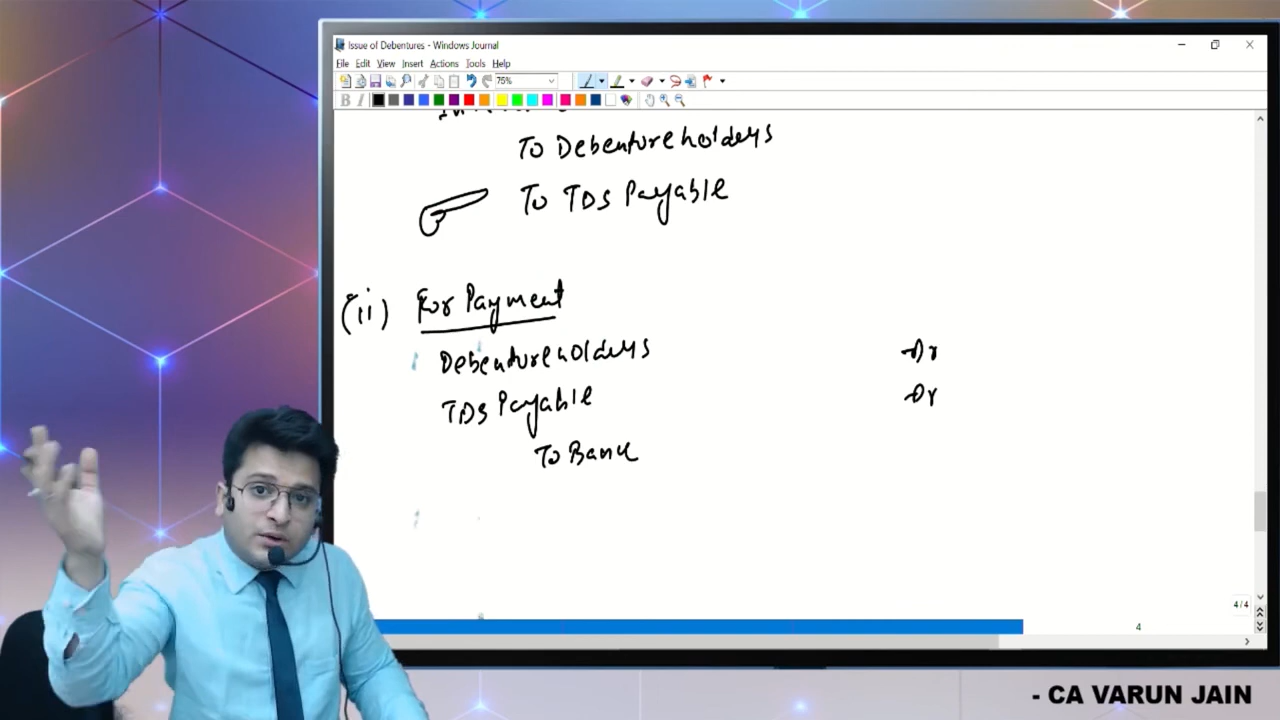 Issue of Debentures - Windows Journal
File Edit View Insert Actions Tools Help
75%
B I
To Debentureholders
To TDS Payable
(ii) For Payment
Debentureholders Dr
TDS Payable Dr
To Bank
4/4
4
- CA VARUN JAIN